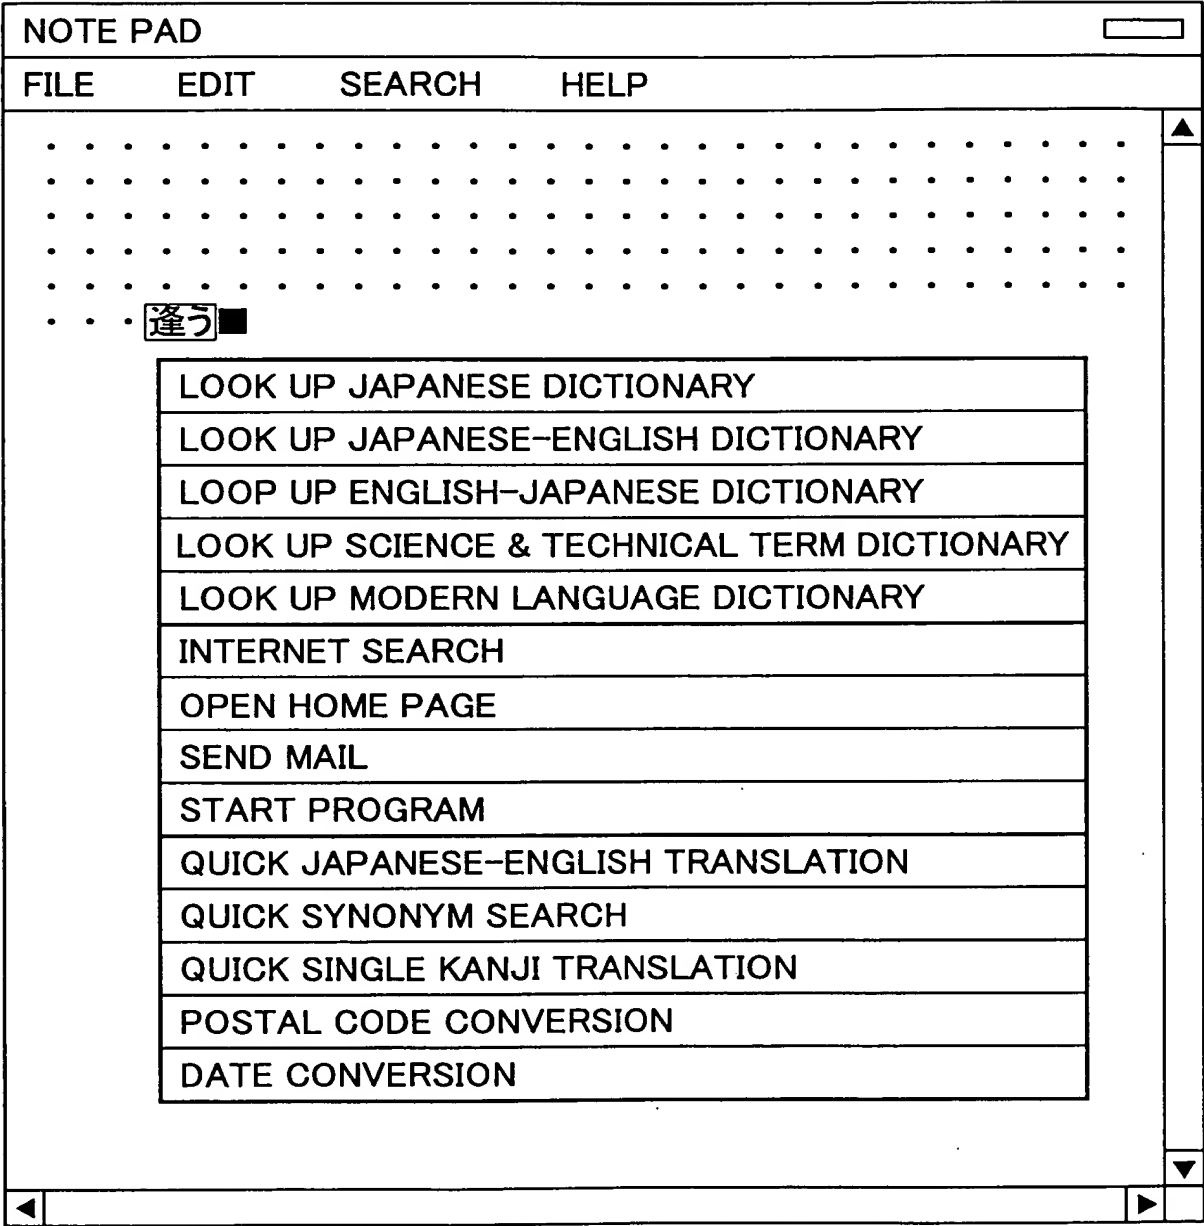 NOTE PAD
FILE EDIT SEARCH HELP
・・・・・・・・・・・・・・・・・・・・・・・・・・・・・
・・・・・・・・・・・・・・・・・・・・・・・・・・・・・
・・・・・・・・・・・・・・・・・・・・・・・・・・・・・
・・・・・・・・・・・・・・・・・・・・・・・・・・・・・
・・・・・・・・・・・・・・・・・・・・・・・・・・・・・
・・・逢う■
LOOK UP JAPANESE DICTIONARY
LOOK UP JAPANESE-ENGLISH DICTIONARY
LOOP UP ENGLISH-JAPANESE DICTIONARY
LOOK UP SCIENCE & TECHNICAL TERM DICTIONARY
LOOK UP MODERN LANGUAGE DICTIONARY
INTERNET SEARCH
OPEN HOME PAGE
SEND MAIL
START PROGRAM
QUICK JAPANESE-ENGLISH TRANSLATION
QUICK SYNONYM SEARCH
QUICK SINGLE KANJI TRANSLATION
POSTAL CODE CONVERSION
DATE CONVERSION